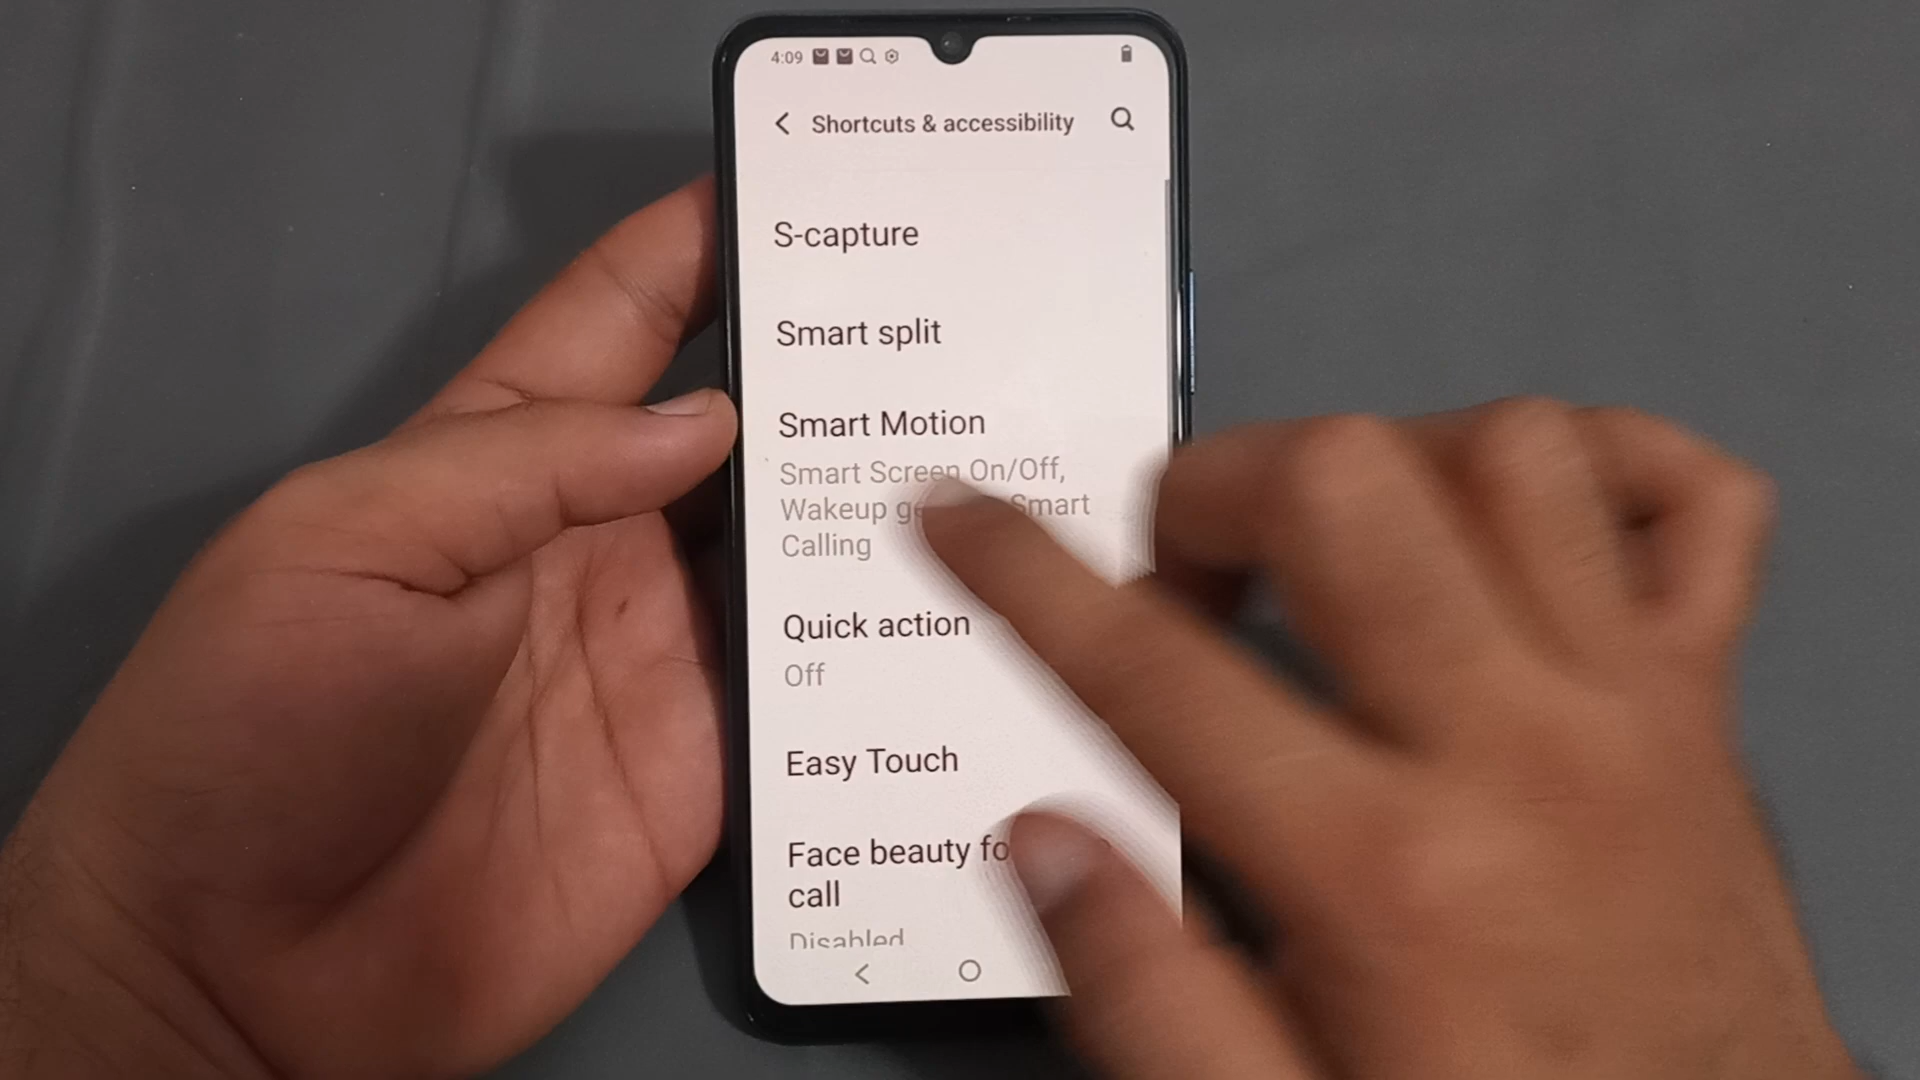 4:09
Shortcuts & accessibility
S-capture
Smart split
Smart Motion
Smart Screen On/Off,
Wakeup Smart
Calling
Quick action
Off
Easy Touch
Face beauty
call
Disabled